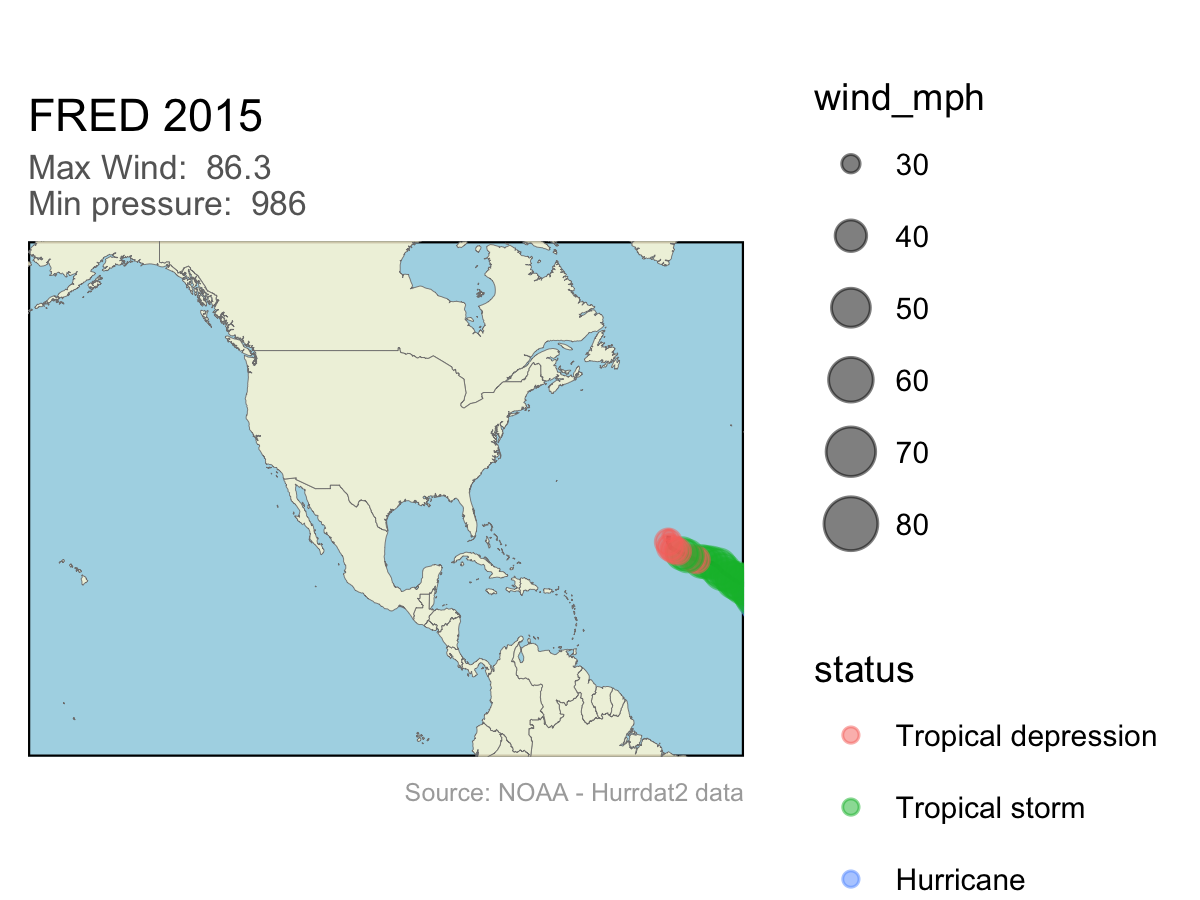 FRED 2015
Max Wind:  86.3
Min pressure:  986
Source: NOAA - Hurrdat2 data
wind_mph
30
40
50
60
70
80
status
Tropical depression
Tropical storm
Hurricane